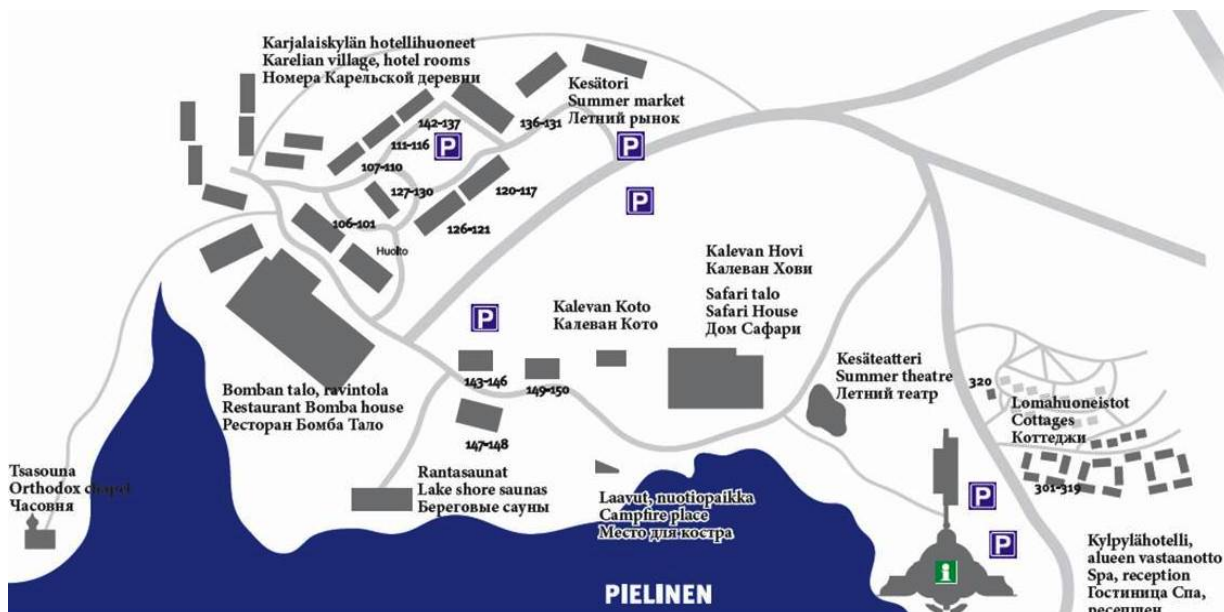 Karjalaiskylän hotellihuoneet
Karelian village, hotel rooms
Номера Карельской деревни
Kesätori
Summer market
Летний рынок
142-137
136-131
111-116
P
P
107-110
127-130
120-117
P
106-101
126-121
Huolto
Kalevan Hovi
Калеван Хови
Safari talo
Safari House
Дом Сафари
Kalevan Koto
Калеван Кото
P
143-146
149-150
147-148
Kesäteatteri
Summer theatre
Летний театр
320
Lomahuoneistot
Cottages
Коттеджи
301-319
Bomban talo, ravintola
Restaurant Bomba house
Ресторан Бомба Тало
Tsasouna
Orthodox chapel
Часовня
Rantasaunat
Lake shore saunas
Береговые сауны
Laavut, nuotiopaikka
Campfire place
Место для костра
P
P
i
Kylpylähotelli,
alueen vastaanotto
Spa, reception
Гостиница Спа,
ресепшен
PIELINEN